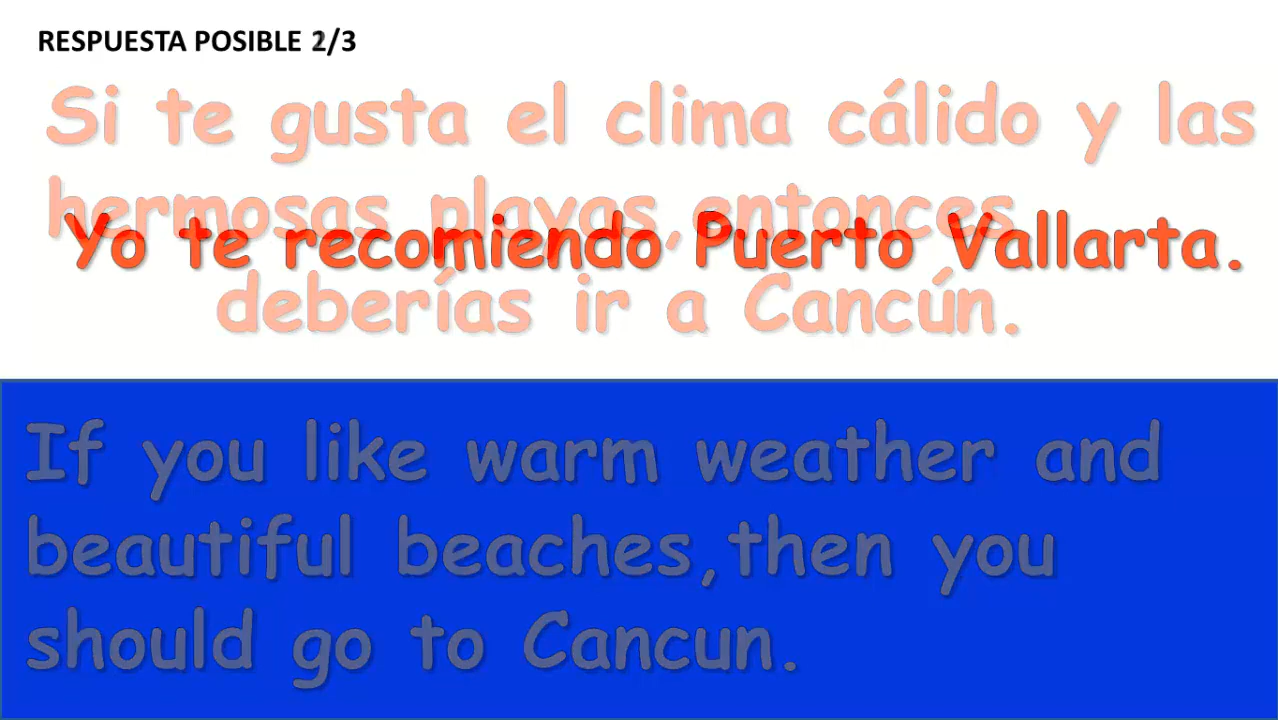 RESPUESTA POSIBLE 2/3
Si te gusta el clima cálido y las
hermosas playas,entonces
Yo te recomiendo Puerto Vallarta.
deberías ir a Cancún.
If you like warm weather and
beautiful beaches,then you
should go to Cancun.